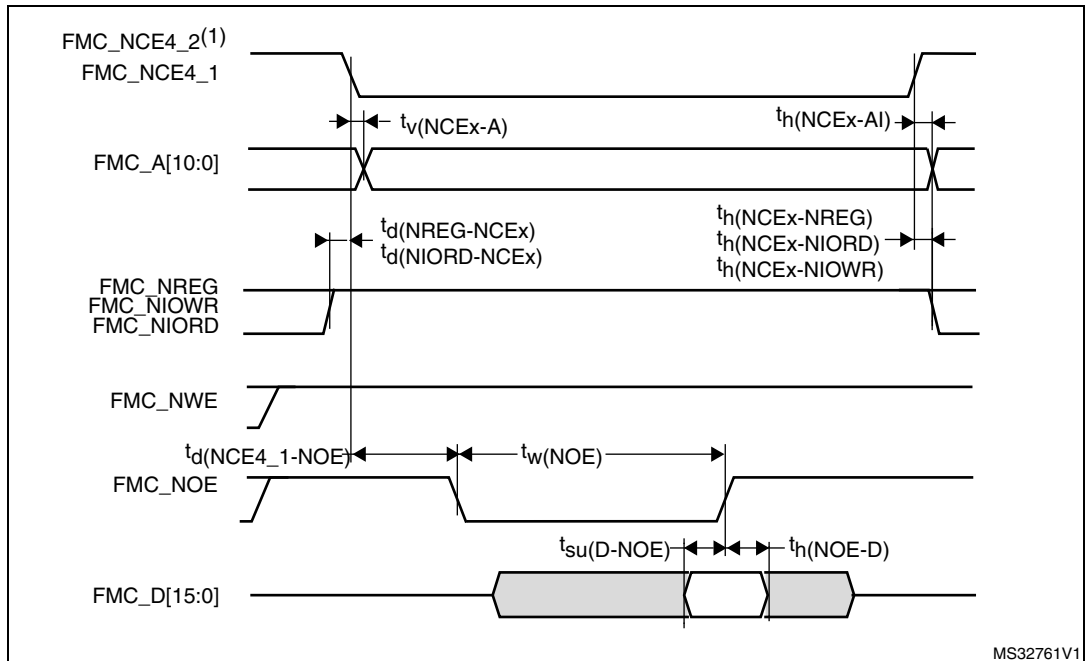 FMC_NCE4_2(1)
FMC_NCE4_1
tv(NCEx-A)
th(NCEx-AI)
FMC_A[10:0]
td(NREG-NCEx)
td(NIORD-NCEx)
th(NCEx-NREG)
th(NCEx-NIORD)
th(NCEx-NIOWR)
FMC_NREG
FMC_NIOWR
FMC_NIORD
FMC_NWE
td(NCE4_1-NOE)
tw(NOE)
FMC_NOE
tsu(D-NOE)
th(NOE-D)
FMC_D[15:0]
MS32761V1